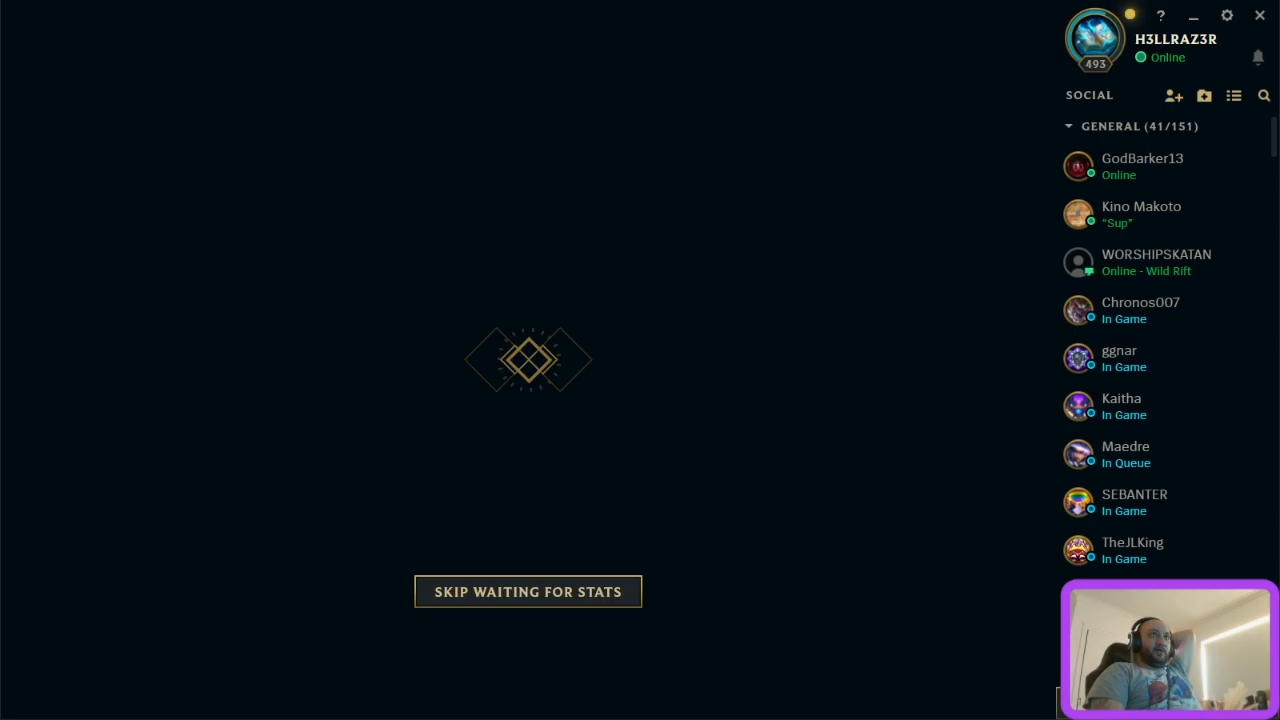 ?
H3LLRAZ3R
Online
493
SOCIAL
GENERAL (41/151)
GodBarker13
Online
Kino Makoto
"Sup"
WORSHIPSKATAN
Online - Wild Rift
Chronos007
In Game
ggnar
In Game
Kaitha
In Game
Maedre
In Queue
SEBANTER
In Game
TheJLKing
In Game
SKIP WAITING FOR STATS